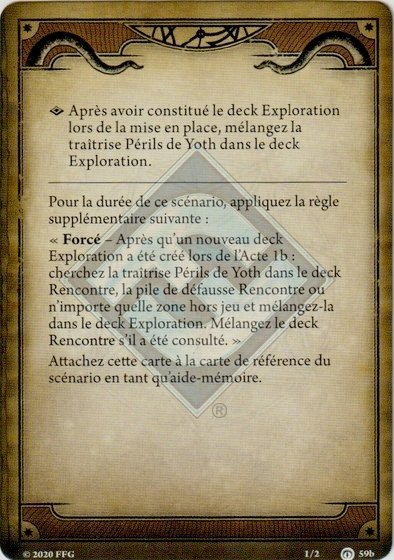 Après avoir constitué le deck Exploration
lors de la mise en place, mélangez la
traîtrise Périls de Yoth dans le deck
Exploration.
Pour la durée de ce scénario, appliquez la règle
supplémentaire suivante :
« Forcé – Après qu'un nouveau deck
Exploration a été créé lors de l'Acte 1b :
cherchez la traîtrise Périls de Yoth dans le deck
Rencontre, la pile de défausse Rencontre ou
n'importe quelle zone hors jeu et mélangez-la
dans le deck Exploration. Mélangez le deck
Rencontre s'il a été consulté. »
Attachez cette carte à la carte de référence du
scénario en tant qu'aide-mémoire.
®
© 2020 FFG 1/2 59b